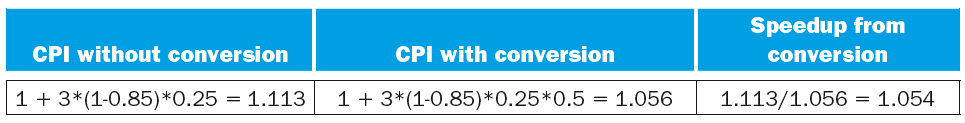 CPI without conversion
CPI with conversion
Speedup from
conversion
1 + 3*(1-0.85)*0.25 = 1.113
1 + 3*(1-0.85)*0.25*0.5 = 1.056
1.113/1.056 = 1.054